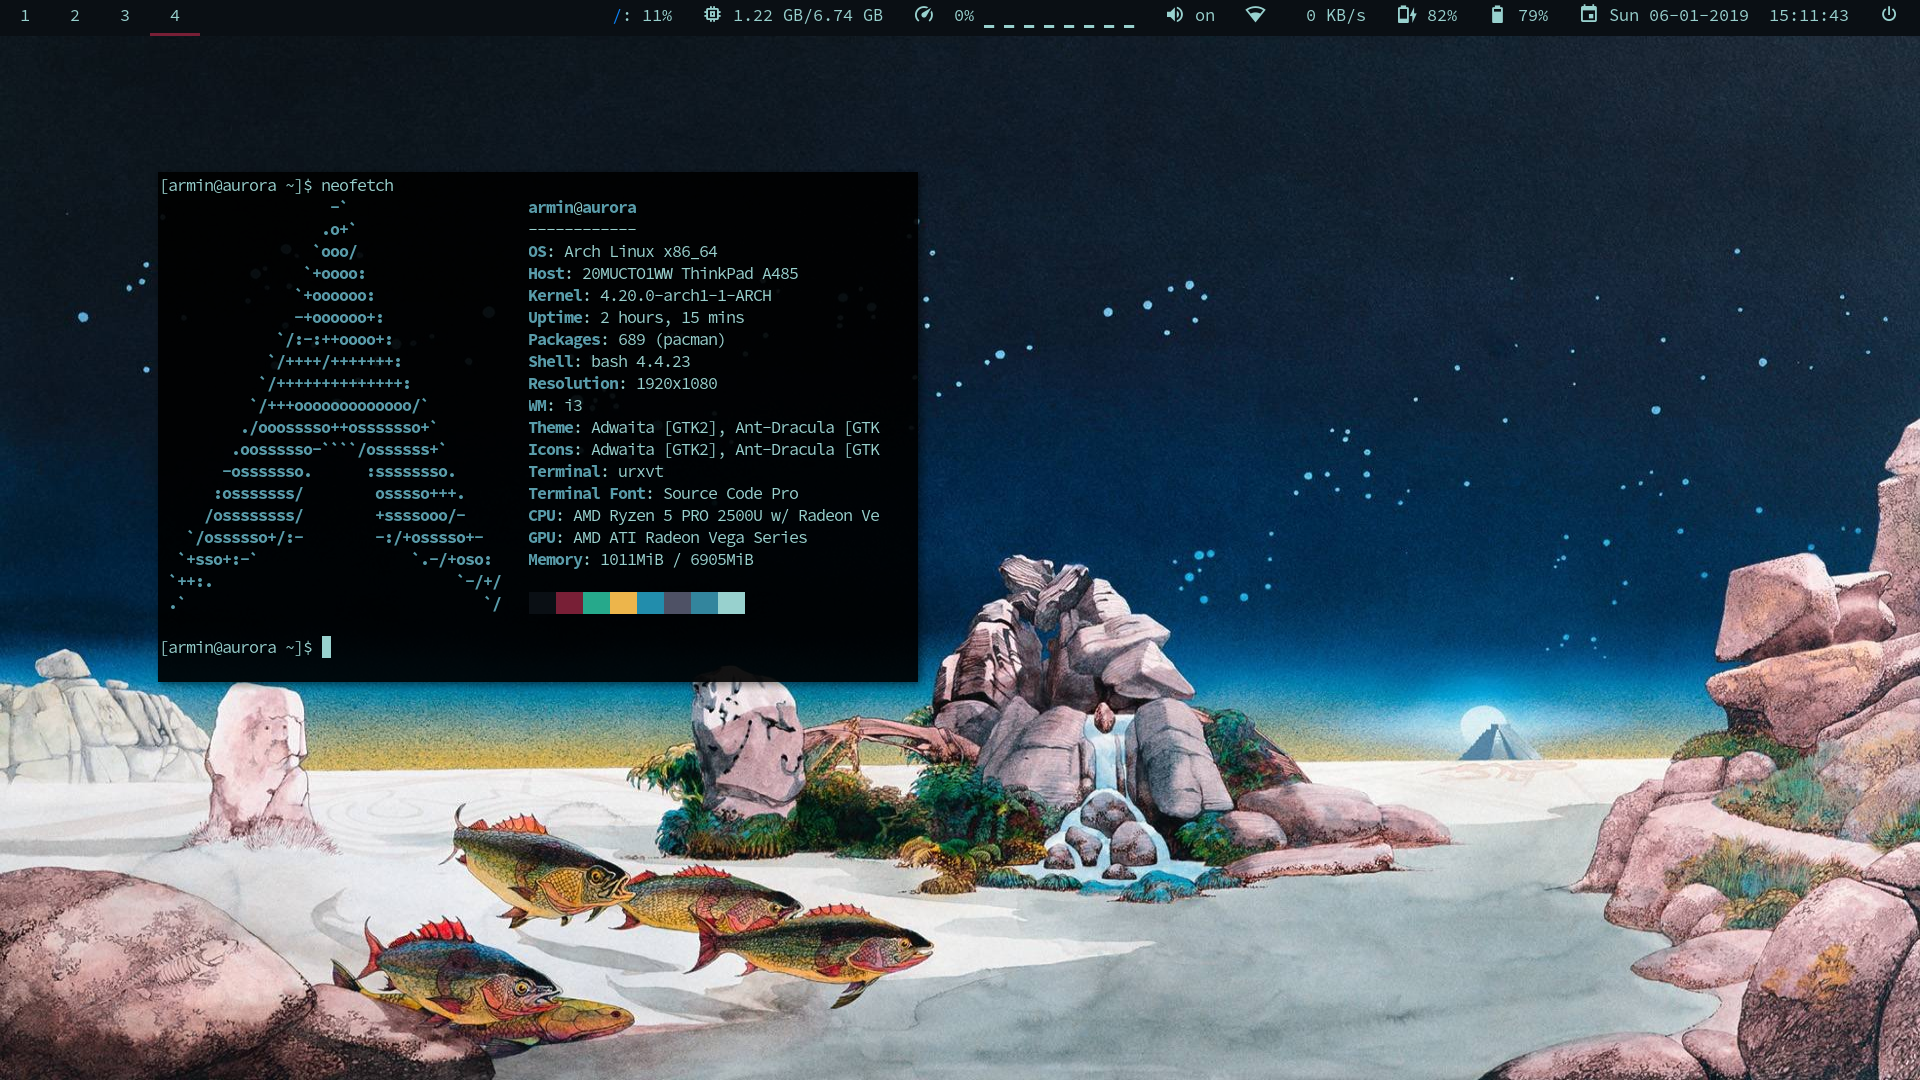 1 2 3 4 /: 11% 1.22 GB/6.74 GB 0% on 0 KB/s 82% 79% Sun 06-01-2019 15:11:43
[armin@aurora ~]$ neofetch
-` armin@aurora
.o+` ------------
`ooo/ OS: Arch Linux x86_64
`+oooo: Host: 20MUCTO1WW ThinkPad A485
`+oooooo: Kernel: 4.20.0-arch1-1-ARCH
-+oooooo+: Uptime: 2 hours, 15 mins
`/:-:++oooo+: Packages: 689 (pacman)
`/++++/+++++++: Shell: bash 4.4.23
`/++++++++++++++: Resolution: 1920x1080
`/+++ooooooooooooo/` WM: i3
./ooosssso++osssssso+` Theme: Adwaita [GTK2], Ant-Dracula [GTK
.oossssso-````/ossssss+` Icons: Adwaita [GTK2], Ant-Dracula [GTK
-osssssso. :ssssssso. Terminal: urxvt
:osssssss/ osssso+++. Terminal Font: Source Code Pro
/ossssssss/ +ssssooo/- CPU: AMD Ryzen 5 PRO 2500U w/ Radeon Ve
`/ossssso+/:- -:/+osssso+- GPU: AMD ATI Radeon Vega Series
`+sso+:-` `.-/+oso: Memory: 1011MiB / 6905MiB
`++:. `-/+/
.` `/
[armin@aurora ~]$